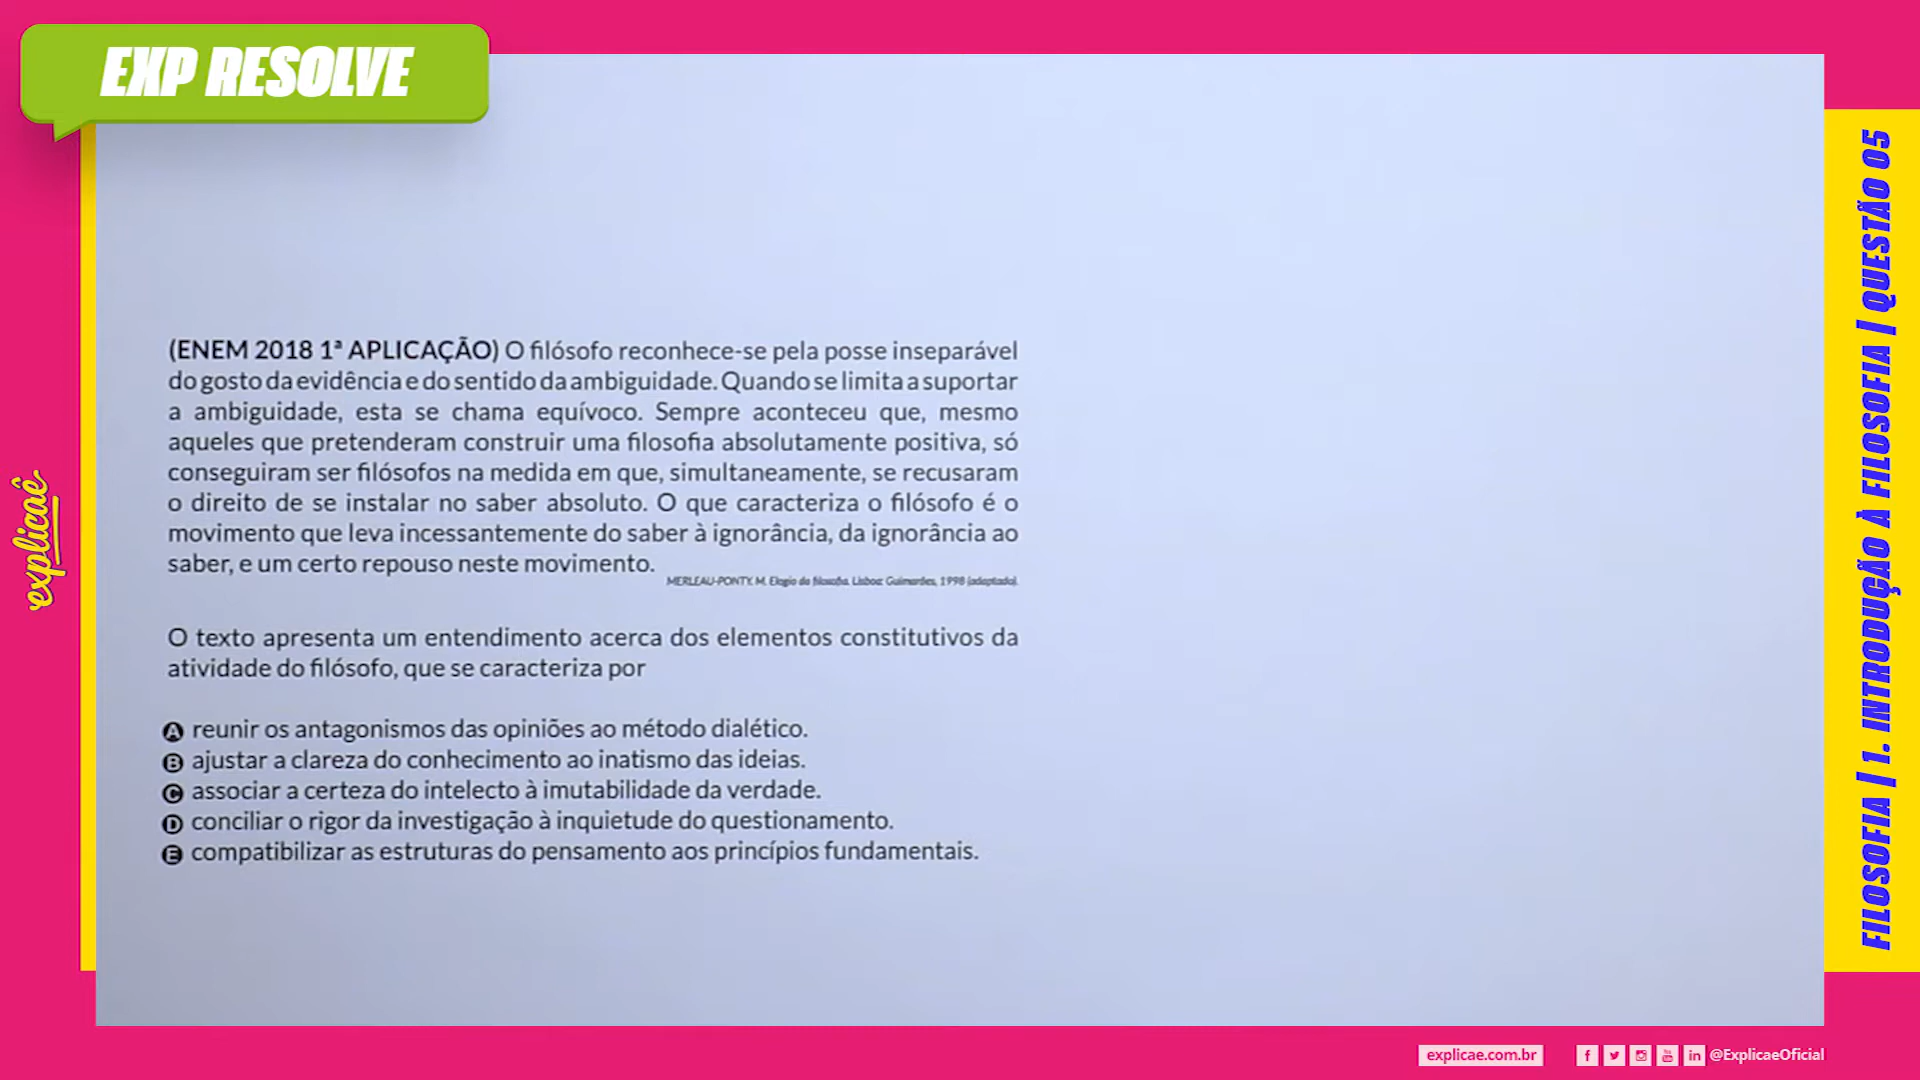 EXP RESOLVE
(ENEM 2018 1ª APLICAÇÃO) O filósofo reconhece-se pela posse inseparável
do gosto da evidência e do sentido da ambiguidade. Quando se limita a suportar
a ambiguidade, esta se chama equívoco. Sempre aconteceu que, mesmo
aqueles que pretenderam construir uma filosofia absolutamente positiva, só
conseguiram ser filósofos na medida em que, simultaneamente, se recusaram
o direito de se instalar no saber absoluto. O que caracteriza o filósofo é o
movimento que leva incessantemente do saber à ignorância, da ignorância ao
saber, e um certo repouso neste movimento.
MERLEAU-PONTY. M. Elogio da filosofia. Lisboa: Guimarães, 1998 (adaptado).
O texto apresenta um entendimento acerca dos elementos constitutivos da
atividade do filósofo, que se caracteriza por
A reunir os antagonismos das opiniões ao método dialético.
B ajustar a clareza do conhecimento ao inatismo das ideias.
C associar a certeza do intelecto à imutabilidade da verdade.
D conciliar o rigor da investigação à inquietude do questionamento.
E compatibilizar as estruturas do pensamento aos princípios fundamentais.
explicaê
FILOSOFIA | 1. INTRODUÇÃO À FILOSOFIA | QUESTÃO 05
explicae.com.br
@ExplicaeOficial